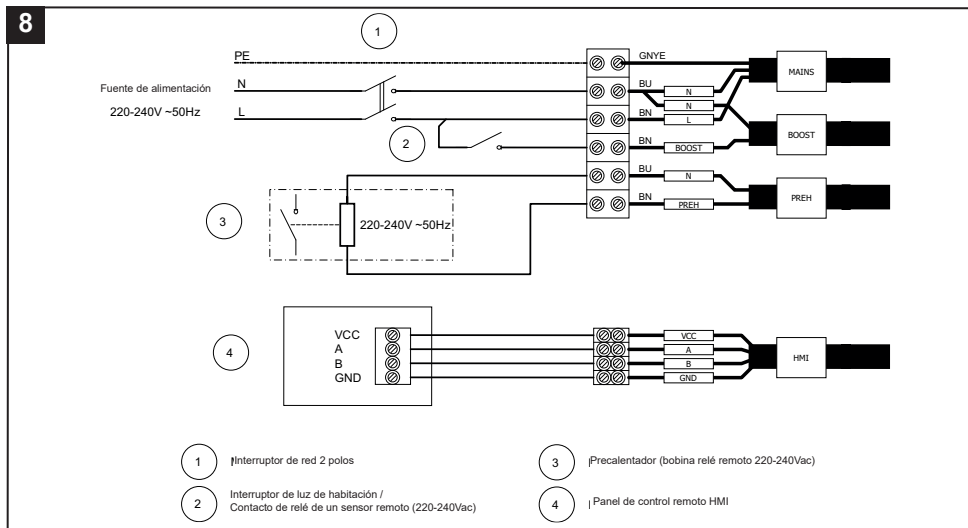 8
1
PE
GNYE
MAINS
Fuente de alimentación
N
BU
N
N
220-240V ~50Hz
L
BN
L
BOOST
2
BN
BOOST
BU
N
PREH
3
220-240V ~50Hz
BN
PREH
4
VCC
VCC
A
A
HMI
B
B
GND
GND
1
Interruptor de red 2 polos
2
Interruptor de luz de habitación /
Contacto de relé de un sensor remoto (220-240Vac)
3
Precalentador (bobina relé remoto 220-240Vac)
4
Panel de control remoto HMI